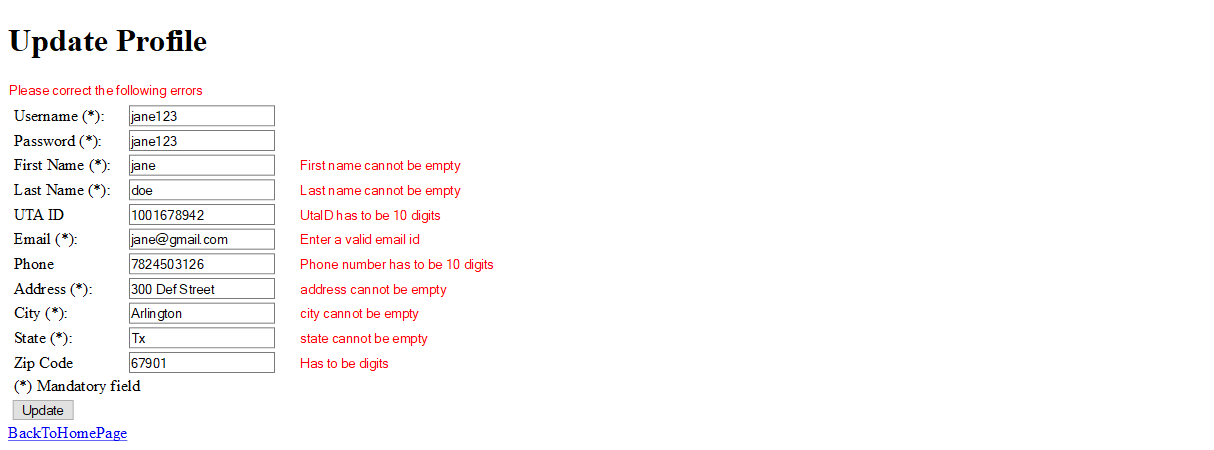 Update Profile
Please correct the following errors
Username (*): jane123
Password (*): jane123
First Name (*): jane First name cannot be empty
Last Name (*): doe Last name cannot be empty
UTA ID 1001678942 UtaID has to be 10 digits
Email (*): jane@gmail.com Enter a valid email id
Phone 7824503126 Phone number has to be 10 digits
Address (*): 300 Def Street address cannot be empty
City (*): Arlington city cannot be empty
State (*): Tx state cannot be empty
Zip Code 67901 Has to be digits
(*) Mandatory field
Update
BackToHomePage